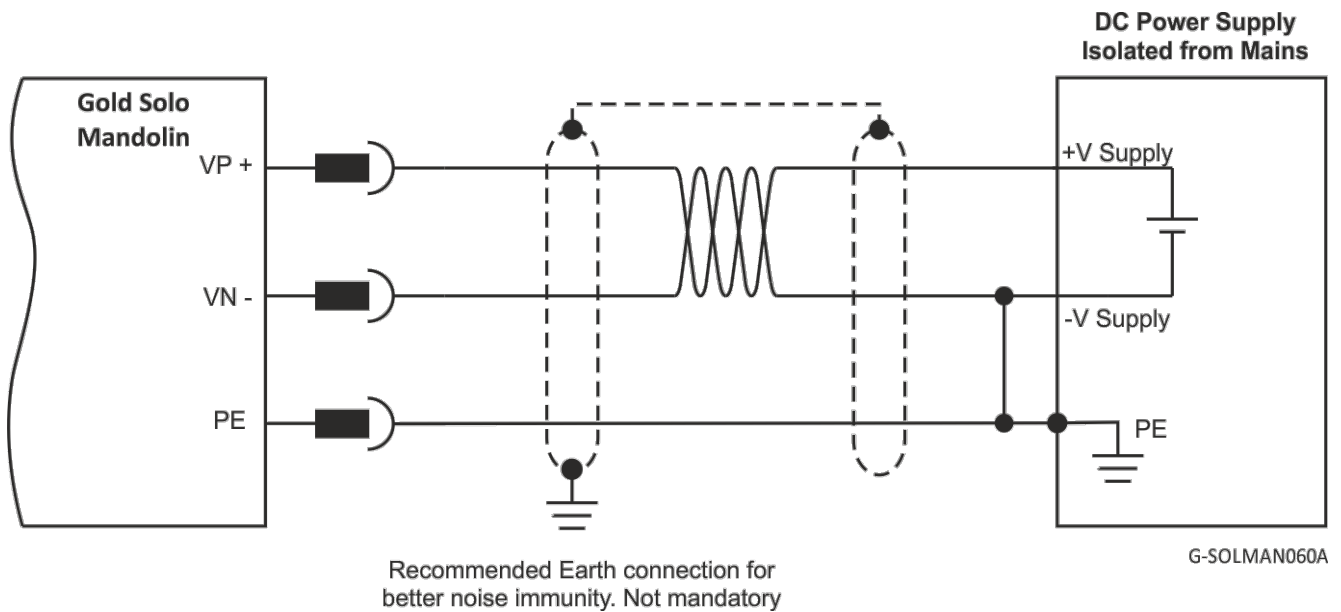 DC Power Supply
Isolated from Mains
Gold Solo
Mandolin
VP +
+V Supply
VN -
-V Supply
PE
PE
G-SOLMAN060A
Recommended Earth connection for
better noise immunity. Not mandatory